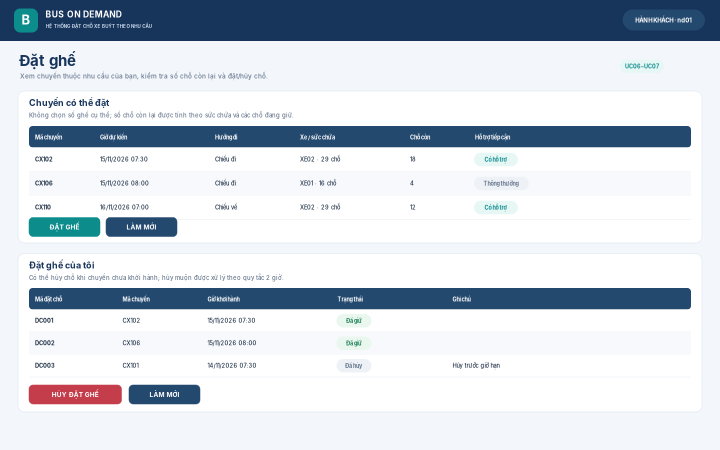 B
BUS ON DEMAND
HỆ THỐNG ĐẶT CHỖ XE BUÝT THEO NHU CẦU
HÀNH KHÁCH · nd01
Đặt ghế
Xem chuyến thuộc nhu cầu của bạn, kiểm tra số chỗ còn lại và đặt/hủy chỗ.
UC06–UC07
Chuyến có thể đặt
Không chọn số ghế cụ thể; số chỗ còn lại được tính theo sức chứa và các chỗ đang giữ.
Mã chuyến Giờ dự kiến Hướng đi Xe / sức chứa Chỗ còn Hỗ trợ tiếp cận
CX102 15/11/2026 07:30 Chiều đi XE02 · 29 chỗ 18 Có hỗ trợ
CX106 15/11/2026 08:00 Chiều đi XE01 · 16 chỗ 4 Thông thường
CX110 16/11/2026 07:00 Chiều về XE02 · 29 chỗ 12 Có hỗ trợ
ĐẶT GHẾ LÀM MỚI
Đặt ghế của tôi
Có thể hủy chỗ khi chuyến chưa khởi hành; hủy muộn được xử lý theo quy tắc 2 giờ.
Mã đặt chỗ Mã chuyến Giờ khởi hành Trạng thái Ghi chú
DC001 CX102 15/11/2026 07:30 Đã giữ
DC002 CX106 15/11/2026 08:00 Đã giữ
DC003 CX101 14/11/2026 07:30 Đã hủy Hủy trước giờ hạn
HỦY ĐẶT GHẾ LÀM MỚI